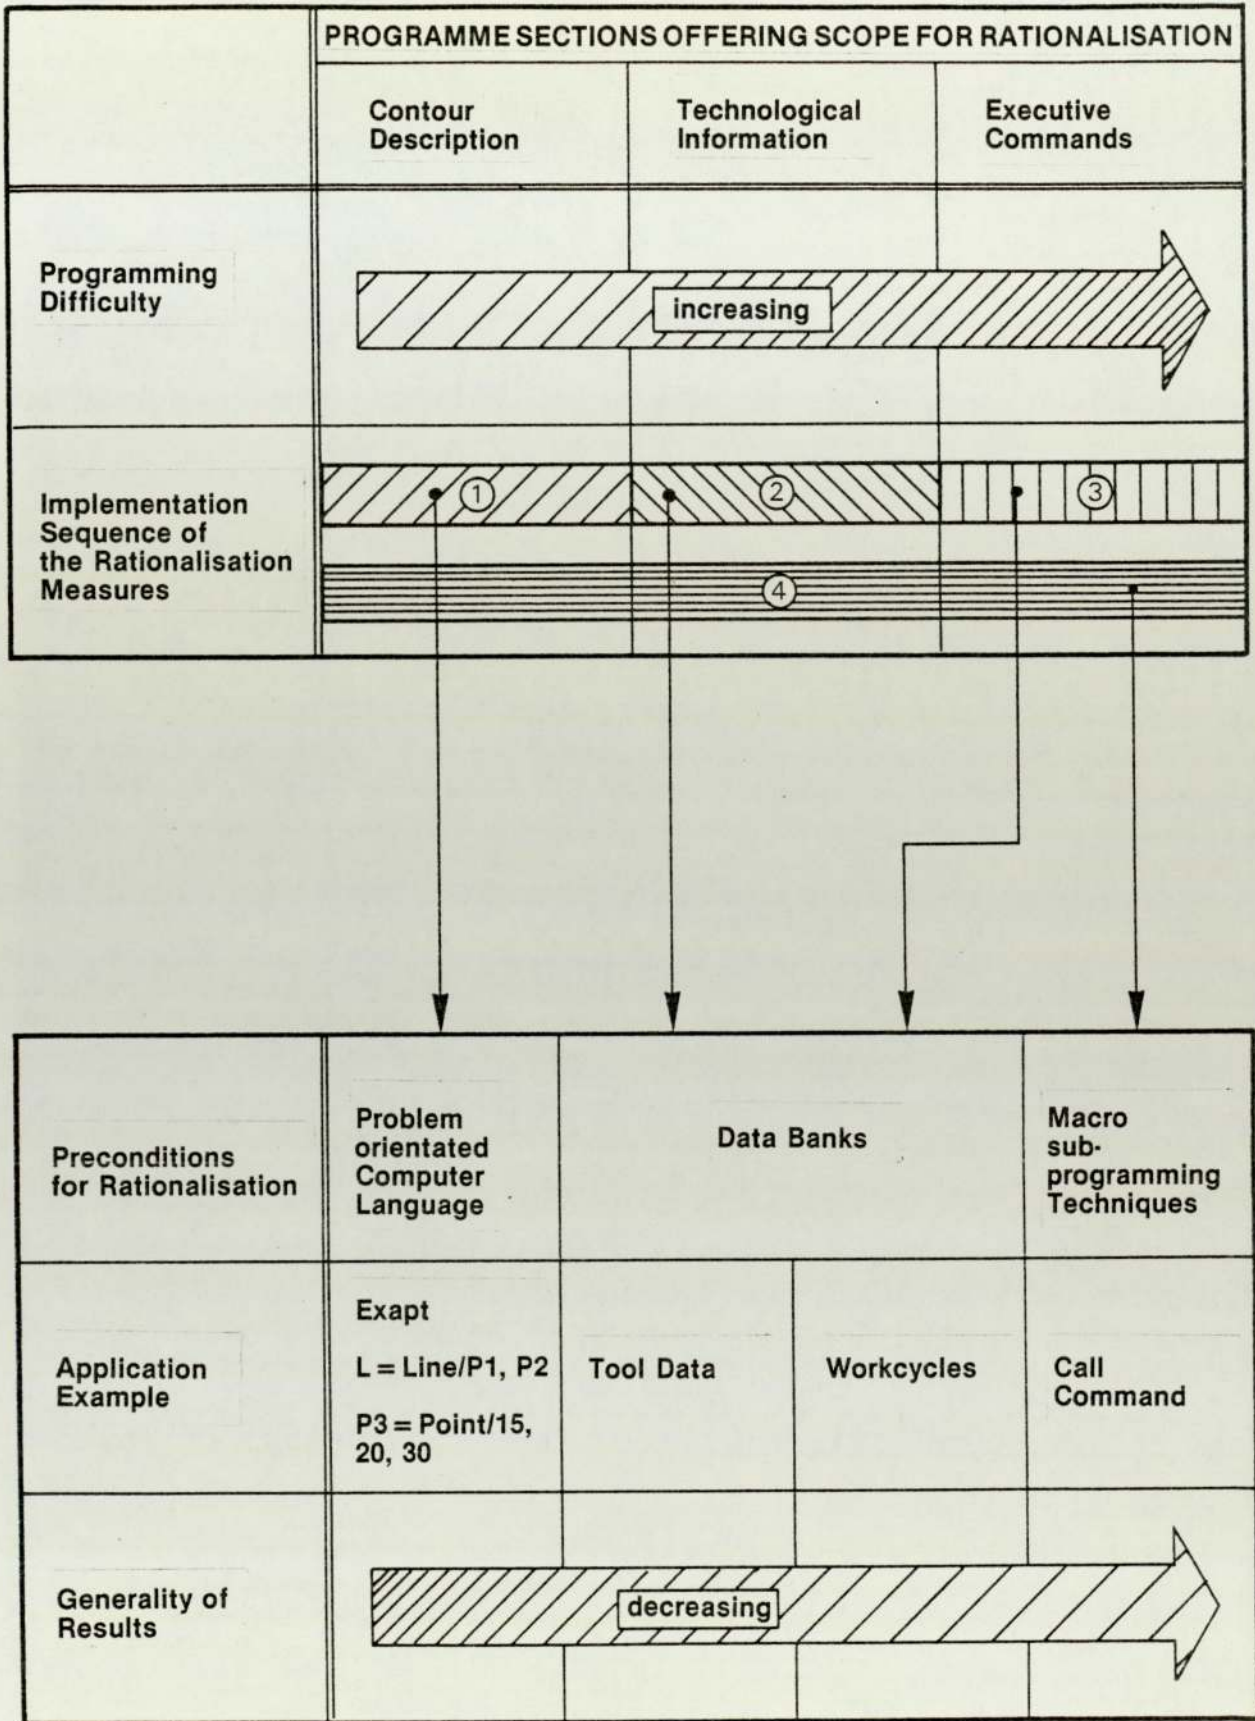 PROGRAMME SECTIONS OFFERING SCOPE FOR RATIONALISATION
Contour
Description
Technological
Information
Executive
Commands
Programming
Difficulty
increasing
Implementation
Sequence of
the Rationalisation
Measures
1
2
3
4
Preconditions
for Rationalisation
Problem
orientated
Computer
Language
Data Banks
Macro
sub-
programming
Techniques
Application
Example
Exapt
L = Line/P1, P2
P3 = Point/15,
20, 30
Tool Data
Workcycles
Call
Command
Generality of
Results
decreasing